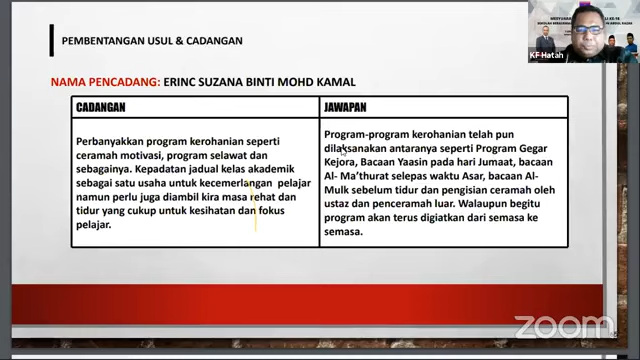 PEMBENTANGAN USUL & CADANGAN
NAMA PENCADANG: ERINC SUZANA BINTI MOHD KAMAL
CADANGAN
Perbanyakkan program kerohanian seperti
ceramah motivasi, program selawat dan
sebagainya. Kepadatan jadual kelas akademik
sebagai satu usaha untuk kecemerlangan pelajar
namun perlu juga diambil kira masa rehat dan
tidur yang cukup untuk kesihatan dan fokus
pelajar.
JAWAPAN
Program-program kerohanian telah pun
dilaksanakan antaranya seperti Program Gegar
Kejora, Bacaan Yaasin pada hari Jumaat, bacaan
Al- Ma'thurat selepas waktu Asar, bacaan Al-
Mulk sebelum tidur dan pengisian ceramah oleh
ustaz dan penceramah luar. Walaupun begitu
program akan terus digiatkan dari semasa ke
semasa.
KF Hatah
zoom